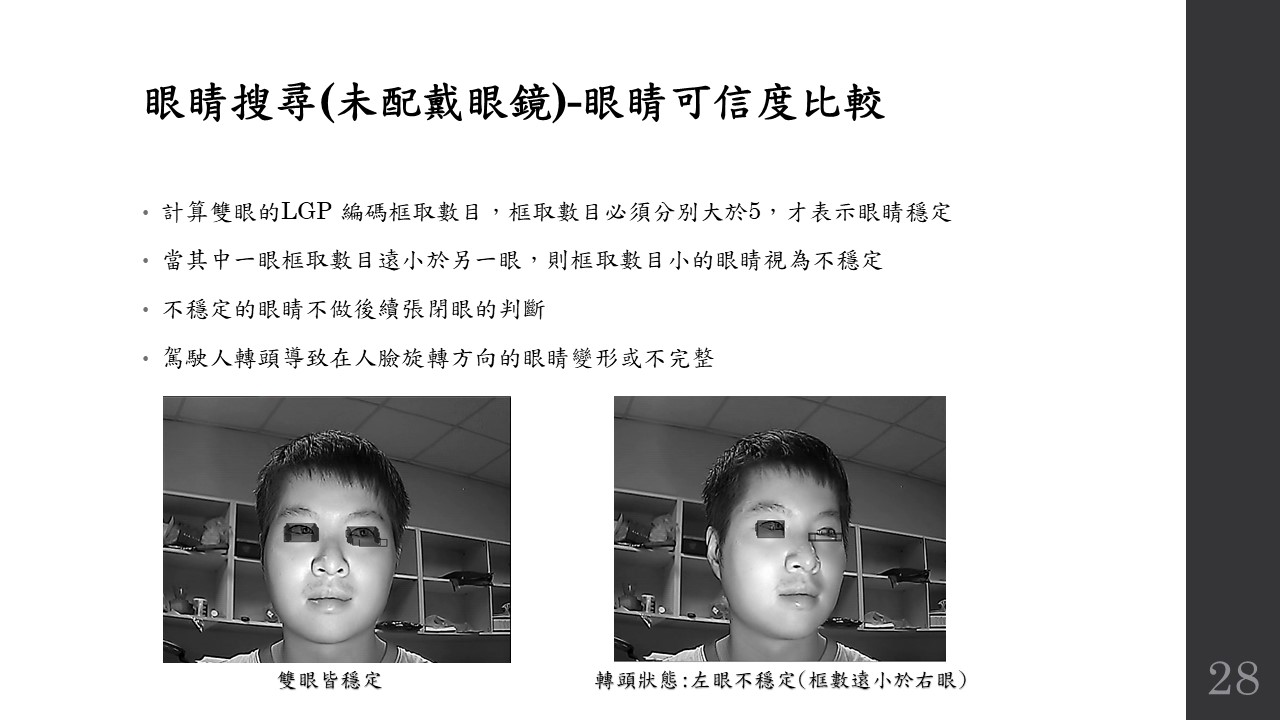 眼睛搜尋(未配戴眼鏡)-眼睛可信度比較
• 計算雙眼的LGP 編碼框取數目，框取數目必須分別大於5，才表示眼睛穩定
• 當其中一眼框取數目遠小於另一眼，則框取數目小的眼睛視為不穩定
• 不穩定的眼睛不做後續張閉眼的判斷
• 駕駛人轉頭導致在人臉旋轉方向的眼睛變形或不完整
雙眼皆穩定
轉頭狀態:左眼不穩定(框數遠小於右眼)
28